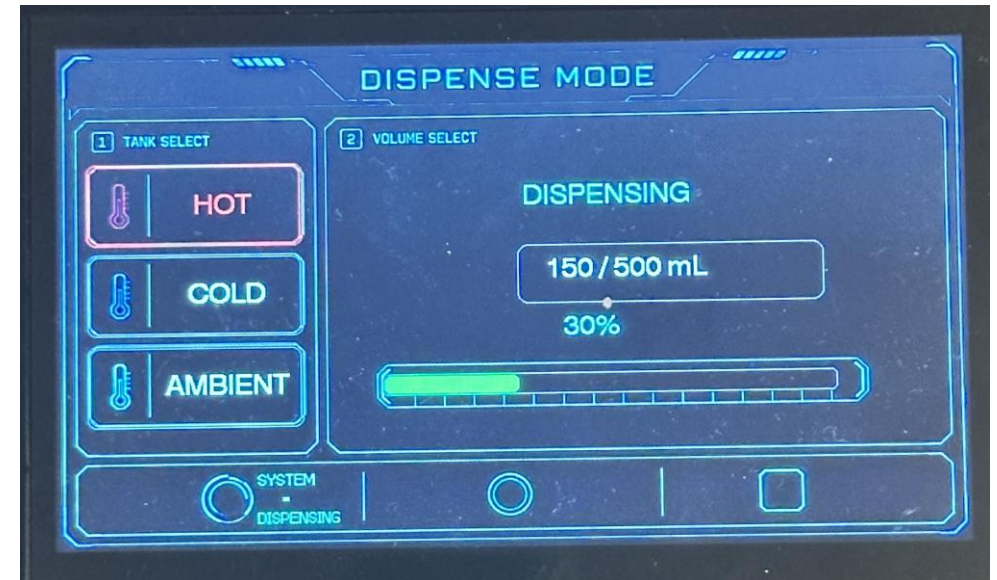 DISPENSE MODE
1 TANK SELECT
HOT
COLD
AMBIENT
2 VOLUME SELECT
DISPENSING
150 / 500 mL
30%
SYSTEM
-
DISPENSING